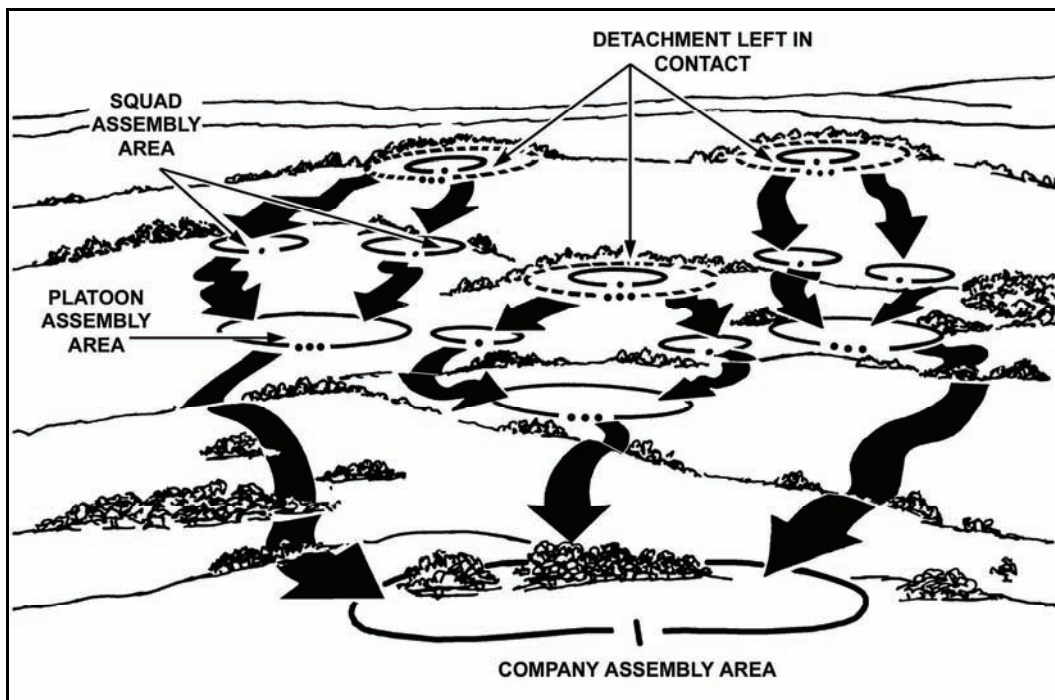 DETACHMENT LEFT IN
CONTACT
SQUAD
ASSEMBLY
AREA
PLATOON
ASSEMBLY
AREA
COMPANY ASSEMBLY AREA